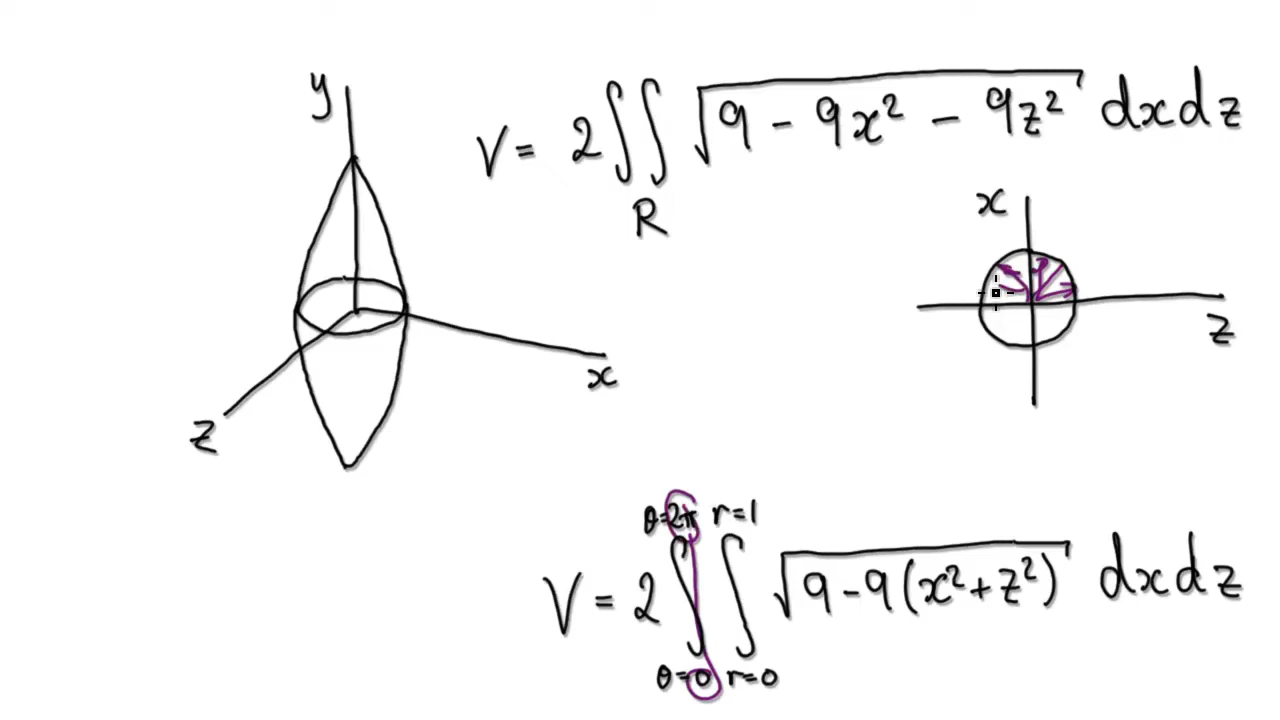 y
V = 2∬ √(9 - 9x² - 9z²) dx dz
R
x
z
x
z
θ=2π r=1
V = 2 ∫ ∫ √(9-9(x²+z²)) dx dz
θ=0 r=0